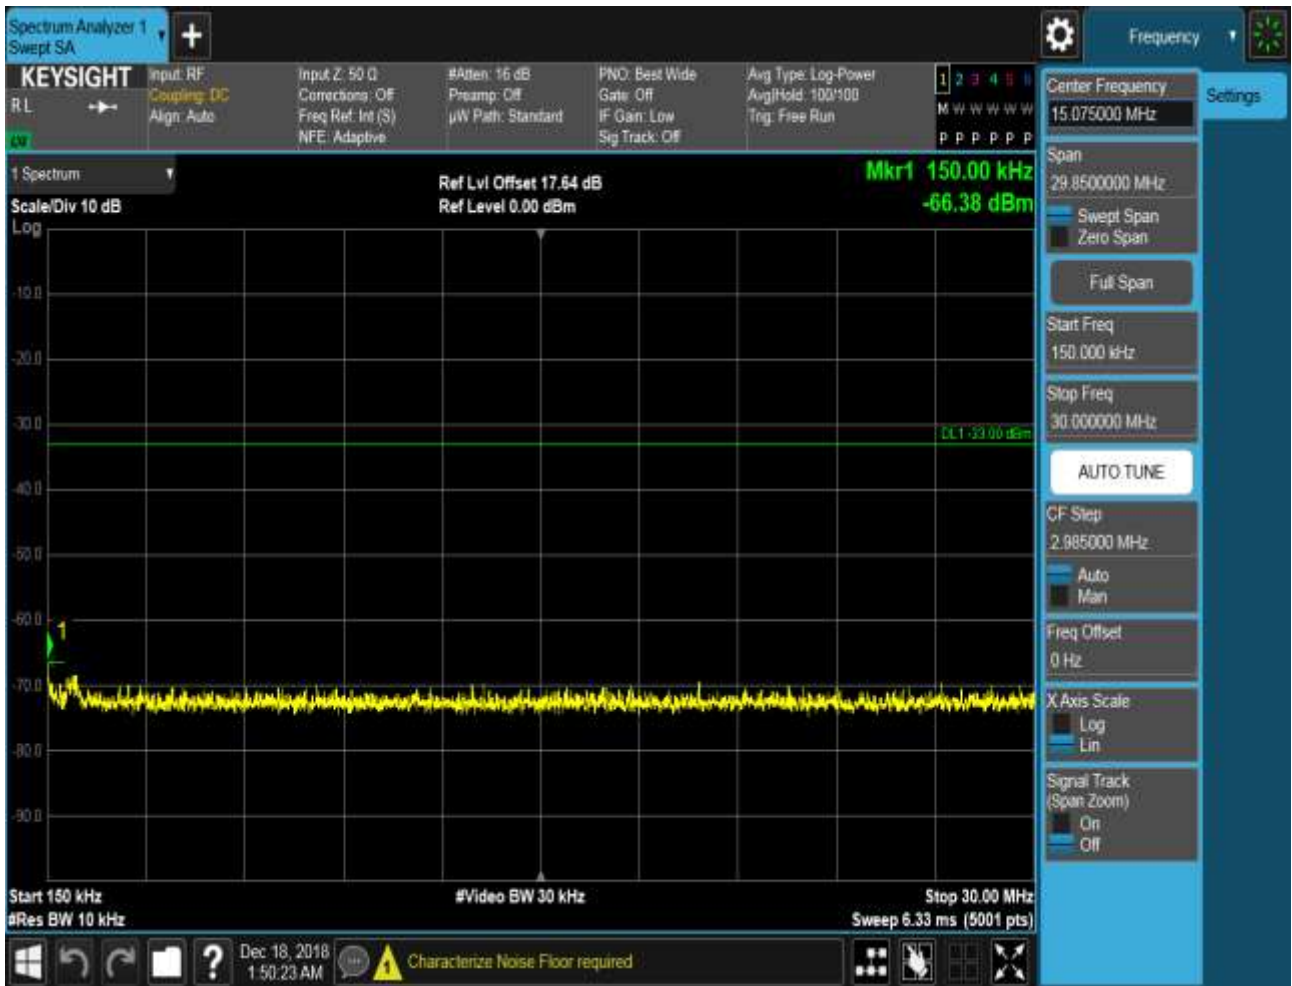 Spectrum Analyzer 1
Swept SA
Frequency
KEYSIGHT
RL
Input: RF
Coupling: DC
Align: Auto
Input Z: 50 Ω
Corrections: Off
Freq Ref: Int (S)
NFE: Adaptive
#Atten: 16 dB
Preamp: Off
µW Path: Standard
PNO: Best Wide
Gate: Off
IF Gain: Low
Sig Track: Off
Avg Type: Log-Power
Avg|Hold: 100/100
Trig: Free Run
1 2 3 4 5 6
M W W W W W
P P P P P P
1 Spectrum
Scale/Div 10 dB
Log
Ref Lvl Offset 17.64 dB
Ref Level 0.00 dBm
Mkr1 150.00 kHz
-66.38 dBm
-10.0
-20.0
-30.0
DL1 -33.00 dBm
-40.0
-50.0
-60.0
1
-70.0
-80.0
-90.0
Start 150 kHz
#Video BW 30 kHz
Stop 30.00 MHz
#Res BW 10 kHz
Sweep 6.33 ms (5001 pts)
Dec 18, 2018
1:50:23 AM
Characterize Noise Floor required
Center Frequency
15.075000 MHz
Settings
Span
29.8500000 MHz
Swept Span
Zero Span
Full Span
Start Freq
150.000 kHz
Stop Freq
30.000000 MHz
AUTO TUNE
CF Step
2.985000 MHz
Auto
Man
Freq Offset
0 Hz
X Axis Scale
Log
Lin
Signal Track
(Span Zoom)
On
Off